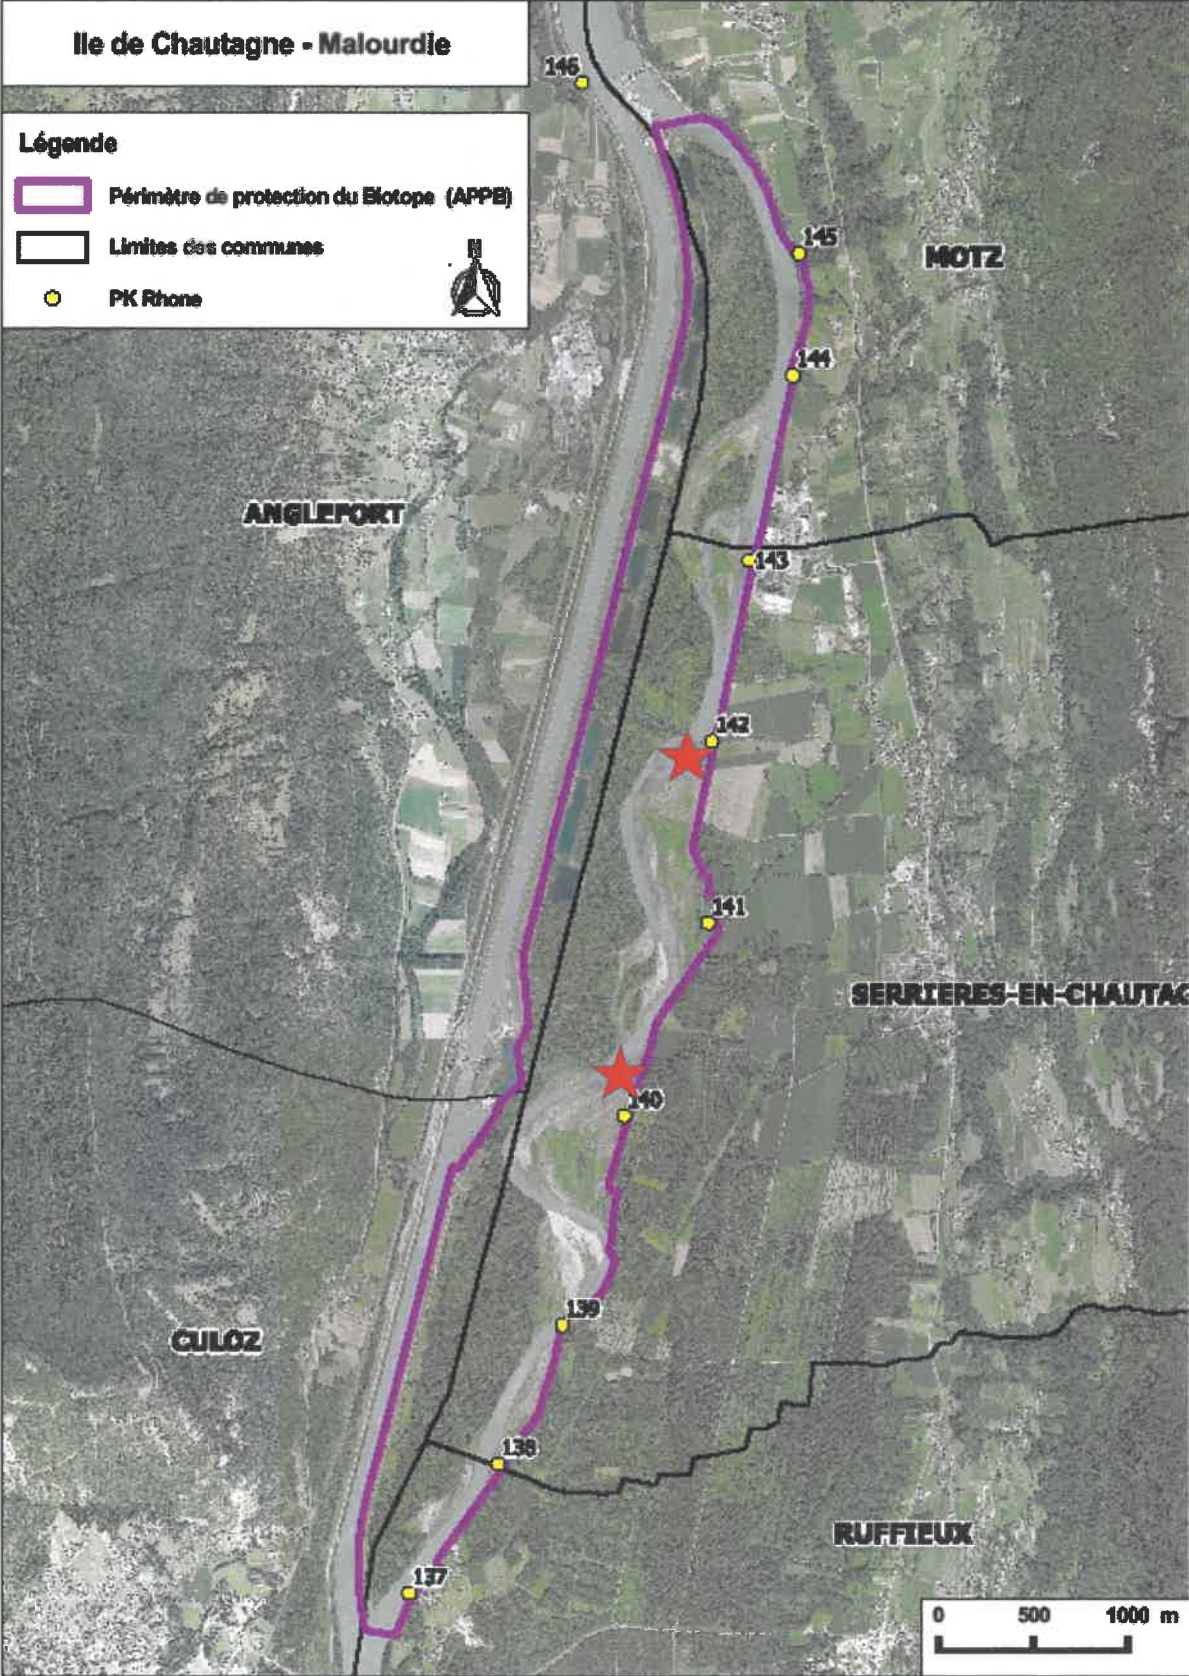 Ile de Chautagne - Malourdie
Légende
Périmètre de protection du Biotope (APPB)
Limites des communes
N
PK Rhone
146
145
MOTZ
144
ANGLEFORT
143
142
141
SERRIERES-EN-CHAUTAG
140
139
CULOZ
138
RUFFIEUX
137
0 500 1000 m